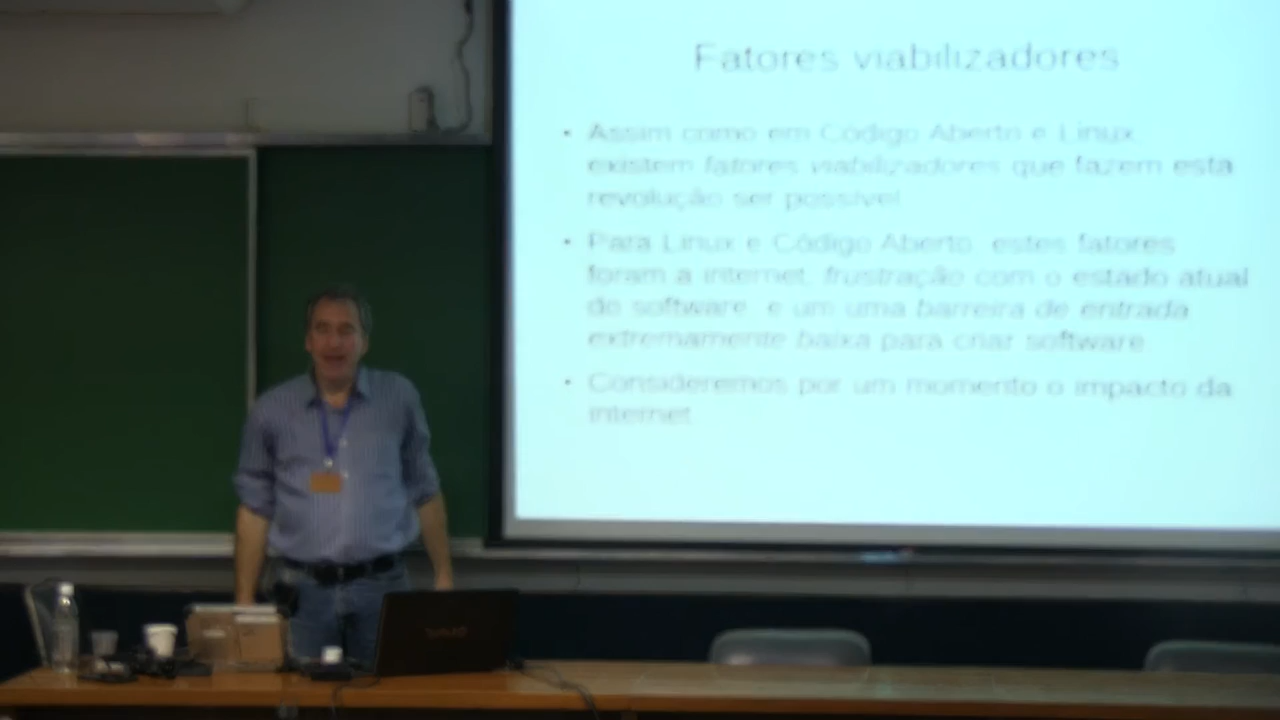 Fatores viabilizadores
Assim como em Código Aberto e Linux
existem fatores viabilizadores que fazem esta
revolução ser possível
Para Linux e Código Aberto, estes fatores
foram a internet, frustração com o estado atual
do software, e um uma barreira de entrada
extremamente baixa para criar software
Consideremos por um momento o impacto da
internet